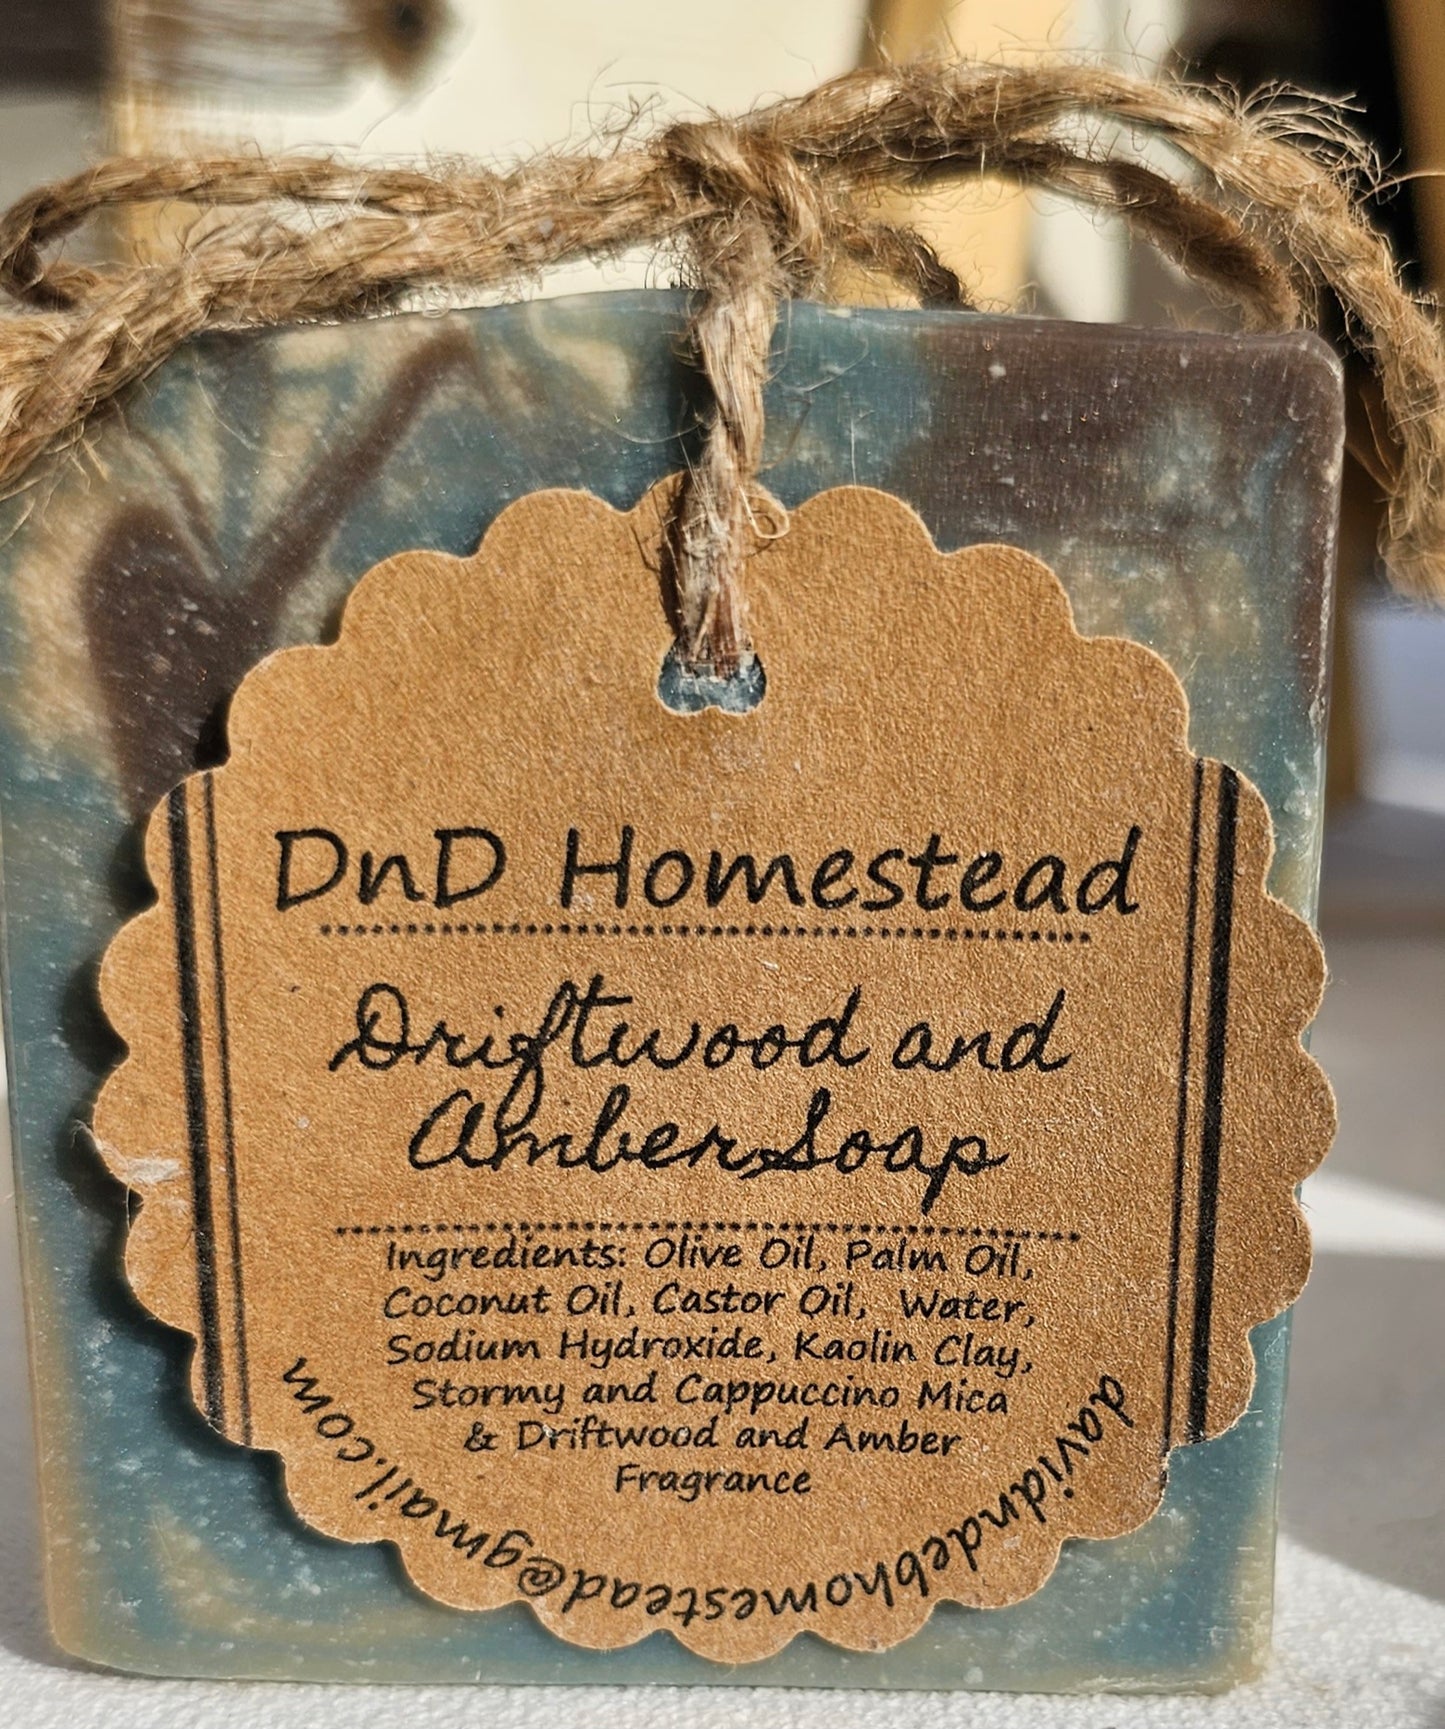 DnD Homestead
Driftwood and
Amber Soap
Ingredients: Olive Oil, Palm Oil,
Coconut Oil, Castor Oil, Water,
Sodium Hydroxide, Kaolin Clay,
Stormy and Cappuccino Mica
& Driftwood and Amber
Fragrance
davidndebhomestead@gmail.com